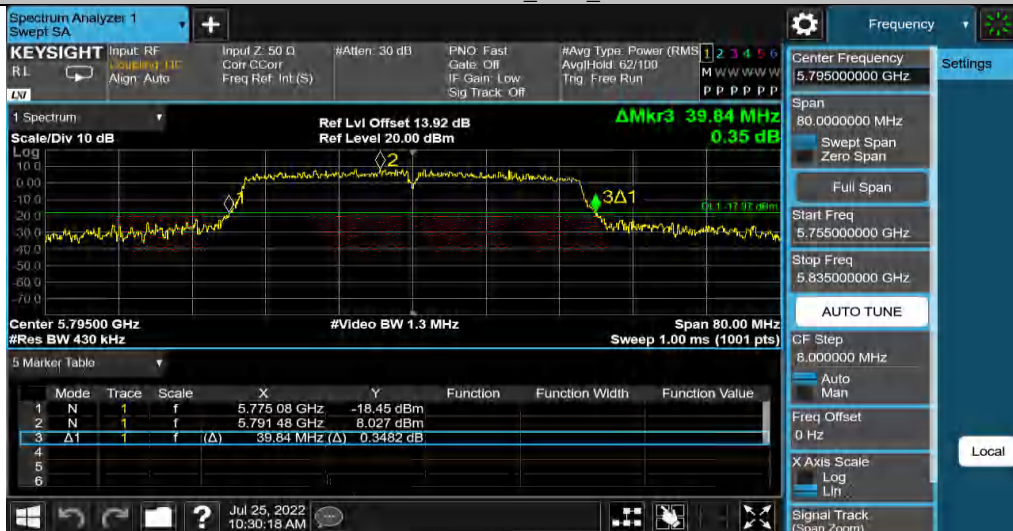 Spectrum Analyzer 1
Swept SA
+
Frequency
KEYSIGHT
RL
LXI
Input: RF
Coupling: DC
Align: Auto
Input Z: 50 Ω
Corr CCorr
Freq Ref: Int (S)
#Atten: 30 dB
PNO: Fast
Gate: Off
IF Gain: Low
Sig Track: Off
#Avg Type: Power (RMS
Avg|Hold: 62/100
Trig: Free Run
1 2 3 4 5 6
M W W W W W
P P P P P P
1 Spectrum
Scale/Div 10 dB
Ref Lvl Offset 13.92 dB
Ref Level 20.00 dBm
ΔMkr3 39.84 MHz
0.35 dB
Log
10.0
0.00
-10.0
-20.0
-30.0
-40.0
-50.0
-60.0
-70.0
1
2
3Δ1
DL1 -17.97 dBm
Center 5.79500 GHz
#Res BW 430 kHz
#Video BW 1.3 MHz
Span 80.00 MHz
Sweep 1.00 ms (1001 pts)
5 Marker Table
Mode Trace Scale X Y Function Function Width Function Value
1 N 1 f 5.775 08 GHz -18.45 dBm
2 N 1 f 5.791 48 GHz 8.027 dBm
3 Δ1 1 f (Δ) 39.84 MHz (Δ) 0.3482 dB
4
5
6
?
Jul 25, 2022
10:30:18 AM
Center Frequency
5.795000000 GHz
Settings
Span
80.0000000 MHz
Swept Span
Zero Span
Full Span
Start Freq
5.755000000 GHz
Stop Freq
5.835000000 GHz
AUTO TUNE
CF Step
8.000000 MHz
Auto
Man
Freq Offset
0 Hz
X Axis Scale
Log
Lin
Local
Signal Track
(Span Zoom)